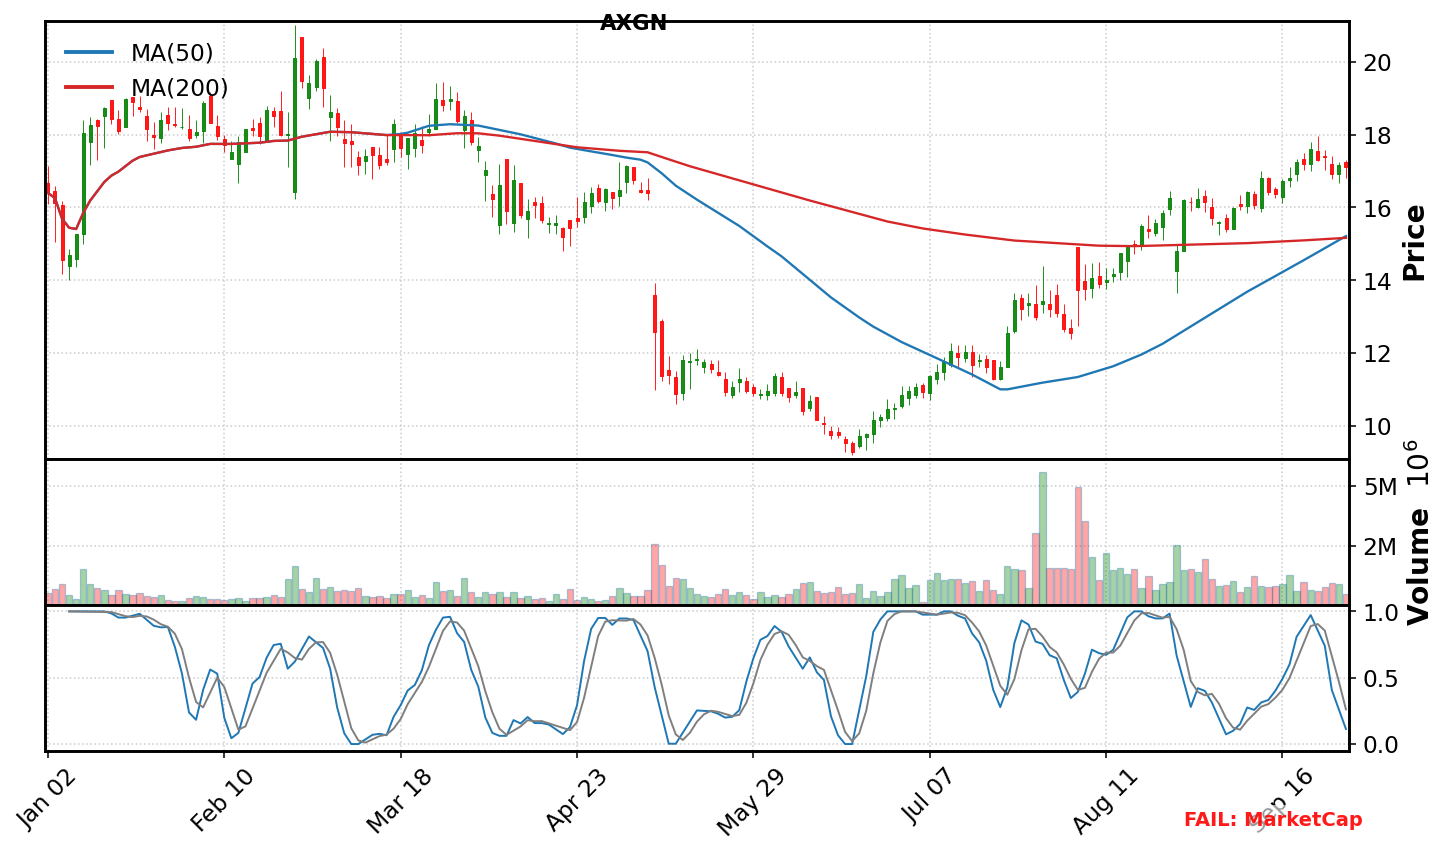 AXGN
MA(50)
MA(200)
20
18
16
14
12
10
Price
5M
2M
Volume 10⁶
1.0
0.5
0.0
Jan 02
Feb 10
Mar 18
Apr 23
May 29
Jul 07
Aug 11
Sep 16
FAIL: MarketCap